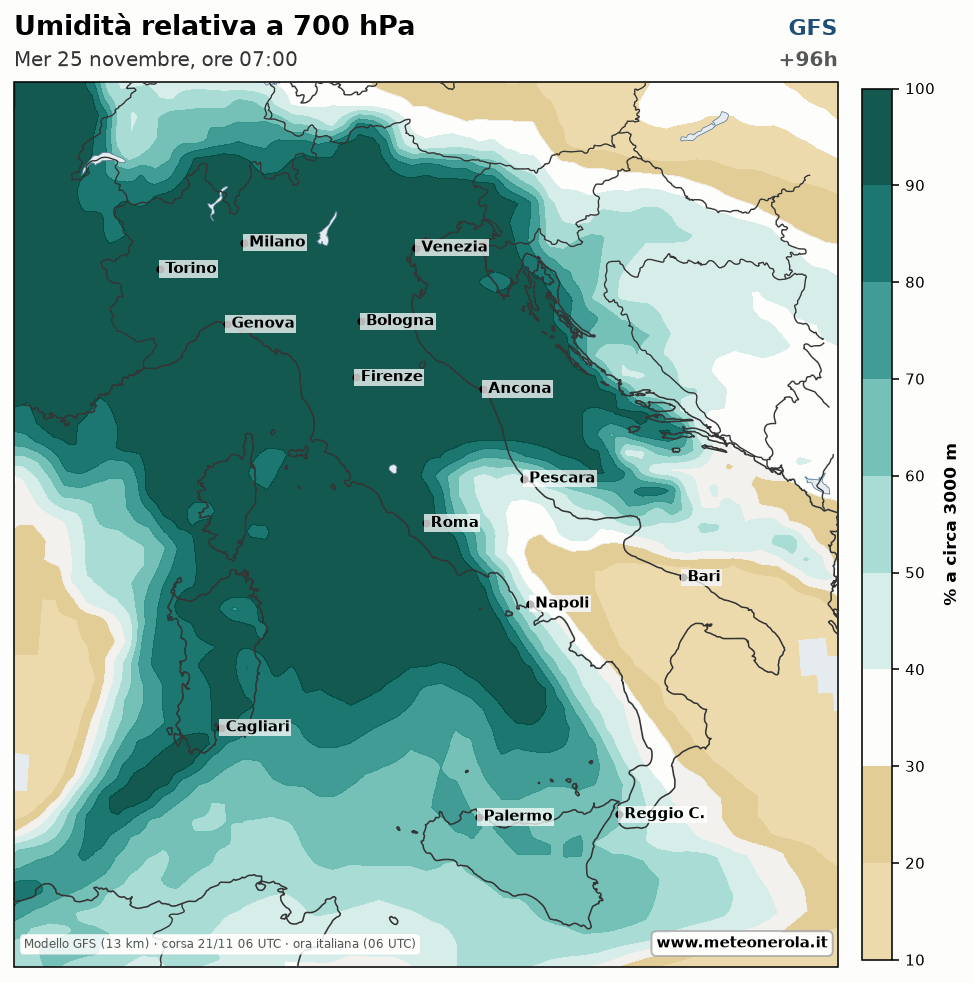 Umidità relativa a 700 hPa
GFS
Mer 25 novembre, ore 07:00
+96h
100
90
80
70
60
50
40
30
20
10
% a circa 3000 m
Milano
Venezia
Torino
Genova
Bologna
Firenze
Ancona
Pescara
Roma
Bari
Napoli
Cagliari
Palermo
Reggio C.
Modello GFS (13 km) · corsa 21/11 06 UTC · ora italiana (06 UTC)
www.meteonerola.it